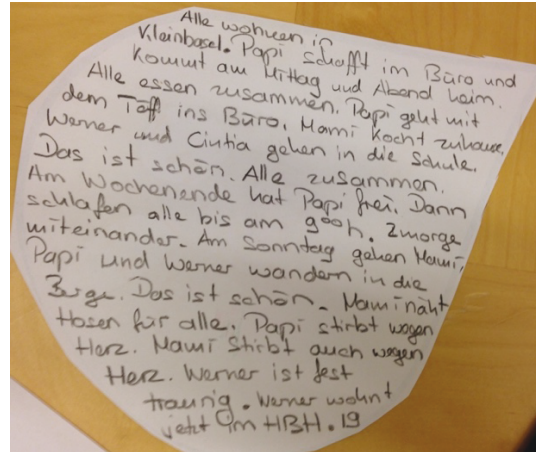 Alle wohnen in
Kleinbasel. Papi schafft im Büro und
kommt am Mittag und Abend heim.
Alle essen zusammen. Papi geht mit
dem Töff ins Büro. Mami kocht zuhause.
Werner und Cintia gehen in die Schule.
Das ist schön. Alle zusammen.
Am Wochenende hat Papi frei. Dann
schlafen alle bis am 9ooh. Zmorge
miteinander. Am Sonntag gehen Mami,
Papi und Werner wandern in die
Berge. Das ist schön. Mami näht
Hosen für alle. Papi stirbt wegen
Herz. Mami stirbt auch wegen
Herz. Werner ist fest
traurig. Werner wohnt
jetzt im HBH. 19